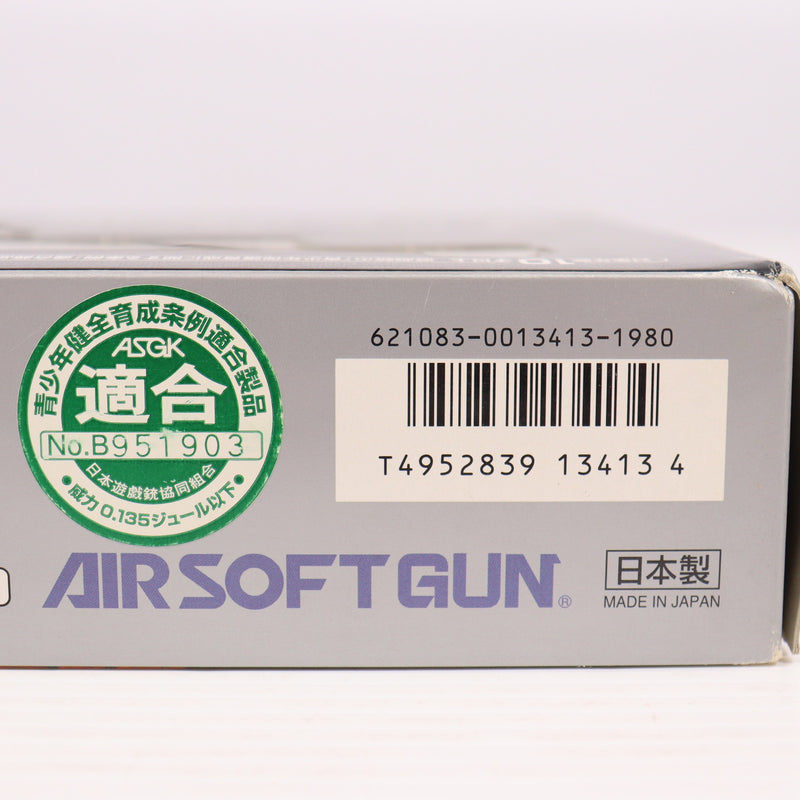 青少年健全育成条例適合製品
ASGK
適合
No.B951903
日本遊戯銃協同組合
・威力0.135ジュール以下・
621083-0013413-1980
T4952839 13413 4
AIRSOFT GUN®
日本製
MADE IN JAPAN